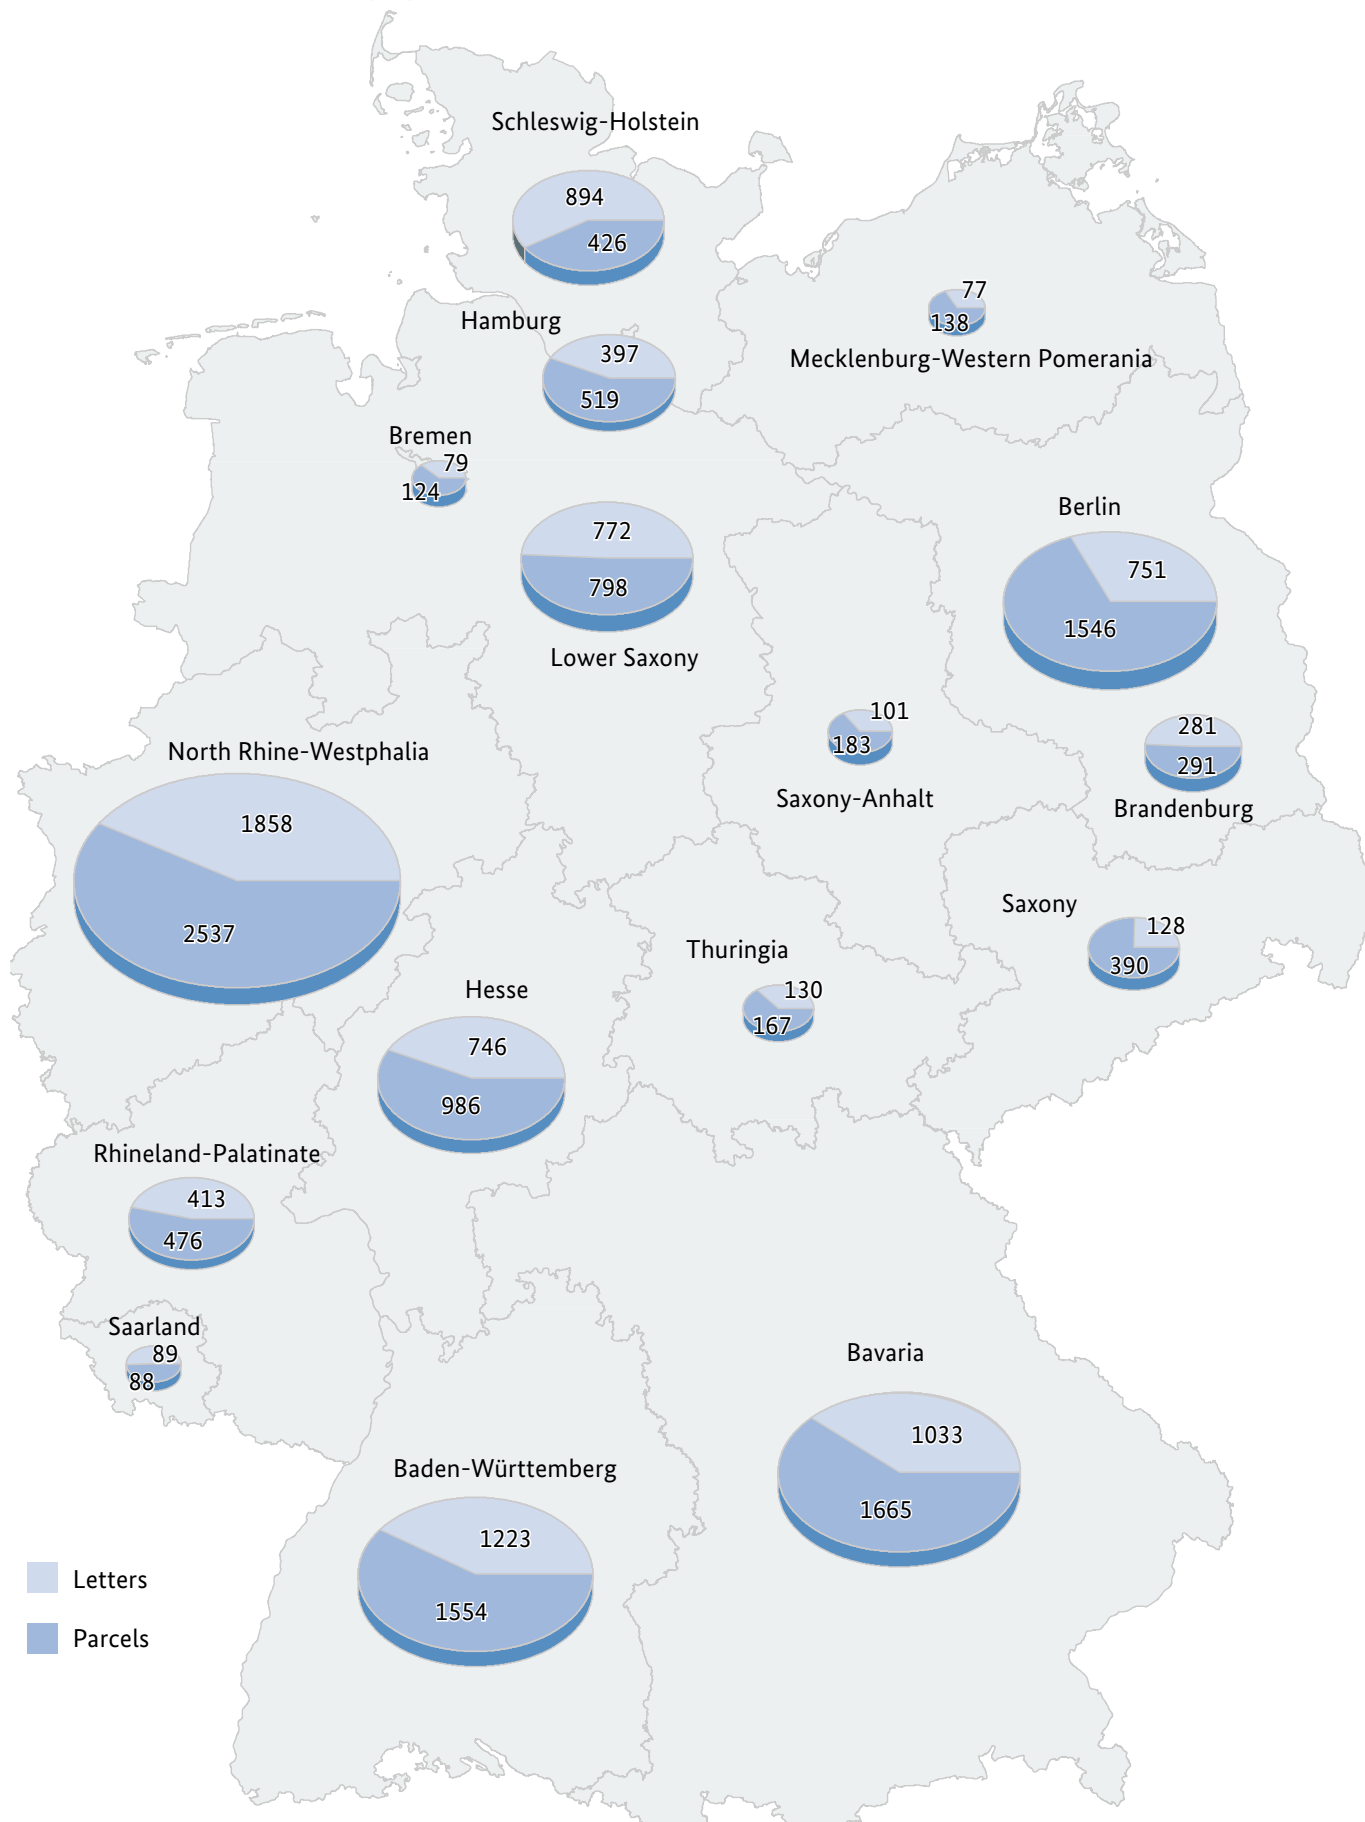 Schleswig-Holstein
894
426
77
138
Mecklenburg-Western Pomerania
Hamburg
397
519
Bremen
79
124
772
798
Lower Saxony
Berlin
751
1546
101
183
Saxony-Anhalt
281
291
Brandenburg
North Rhine-Westphalia
1858
2537
Saxony
128
390
Thuringia
130
167
Hesse
746
986
Rhineland-Palatinate
413
476
Saarland
89
88
Bavaria
1033
1665
Baden-Württemberg
1223
1554
Letters
Parcels